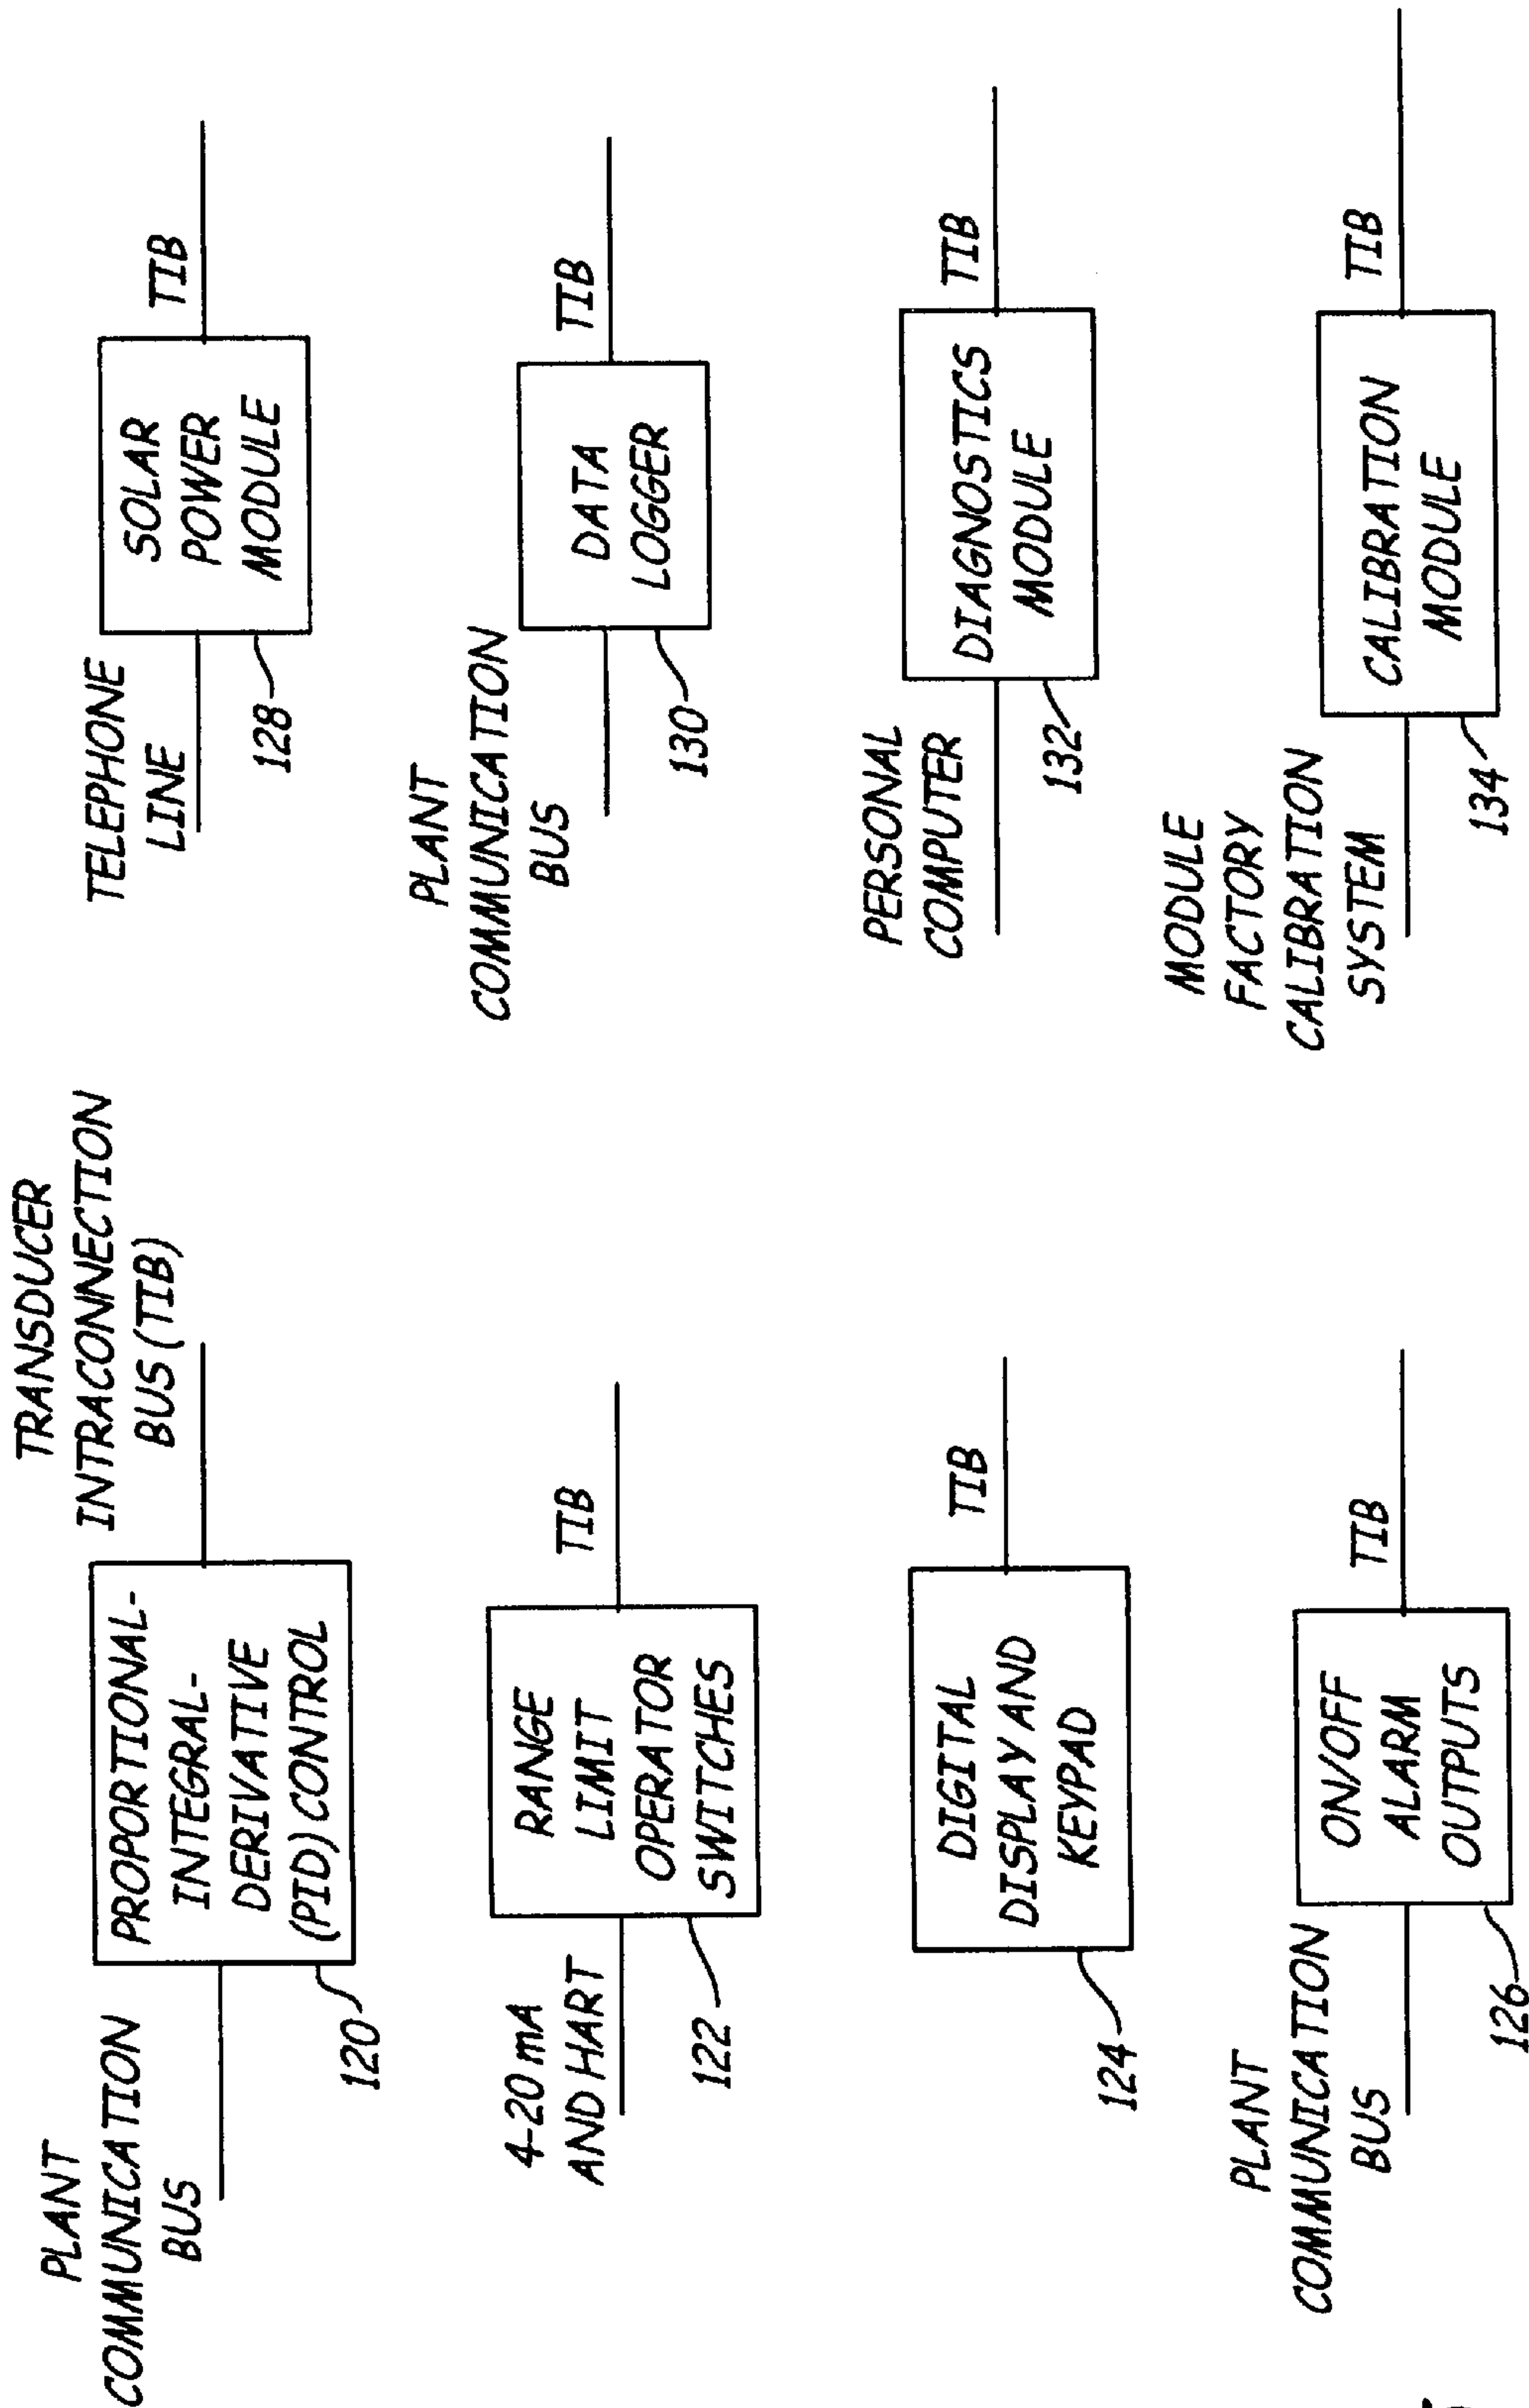 PLANT
COMMUNICATION
BUS
PROPORTIONAL-
INTEGRAL-
DERIVATIVE
(PID) CONTROL
TRANSDUCER
INTRACONNECTION
BUS (TIB)
120
4-20 mA
AND HART
RANGE
LIMIT
OPERATOR
SWITCHES
TIB
122
DIGITAL
DISPLAY AND
KEYPAD
TIB
124
PLANT
COMMUNICATION
BUS
ON/OFF
ALARM
OUTPUTS
TIB
126
TELEPHONE
LINE
SOLAR
POWER
MODULE
TIB
128
PLANT
COMMUNICATION
BUS
DATA
LOGGER
TIB
130
PERSONAL
COMPUTER
DIAGNOSTICS
MODULE
TIB
132
MODULE
FACTORY
CALIBRATION
SYSTEM
CALIBRATION
MODULE
TIB
134